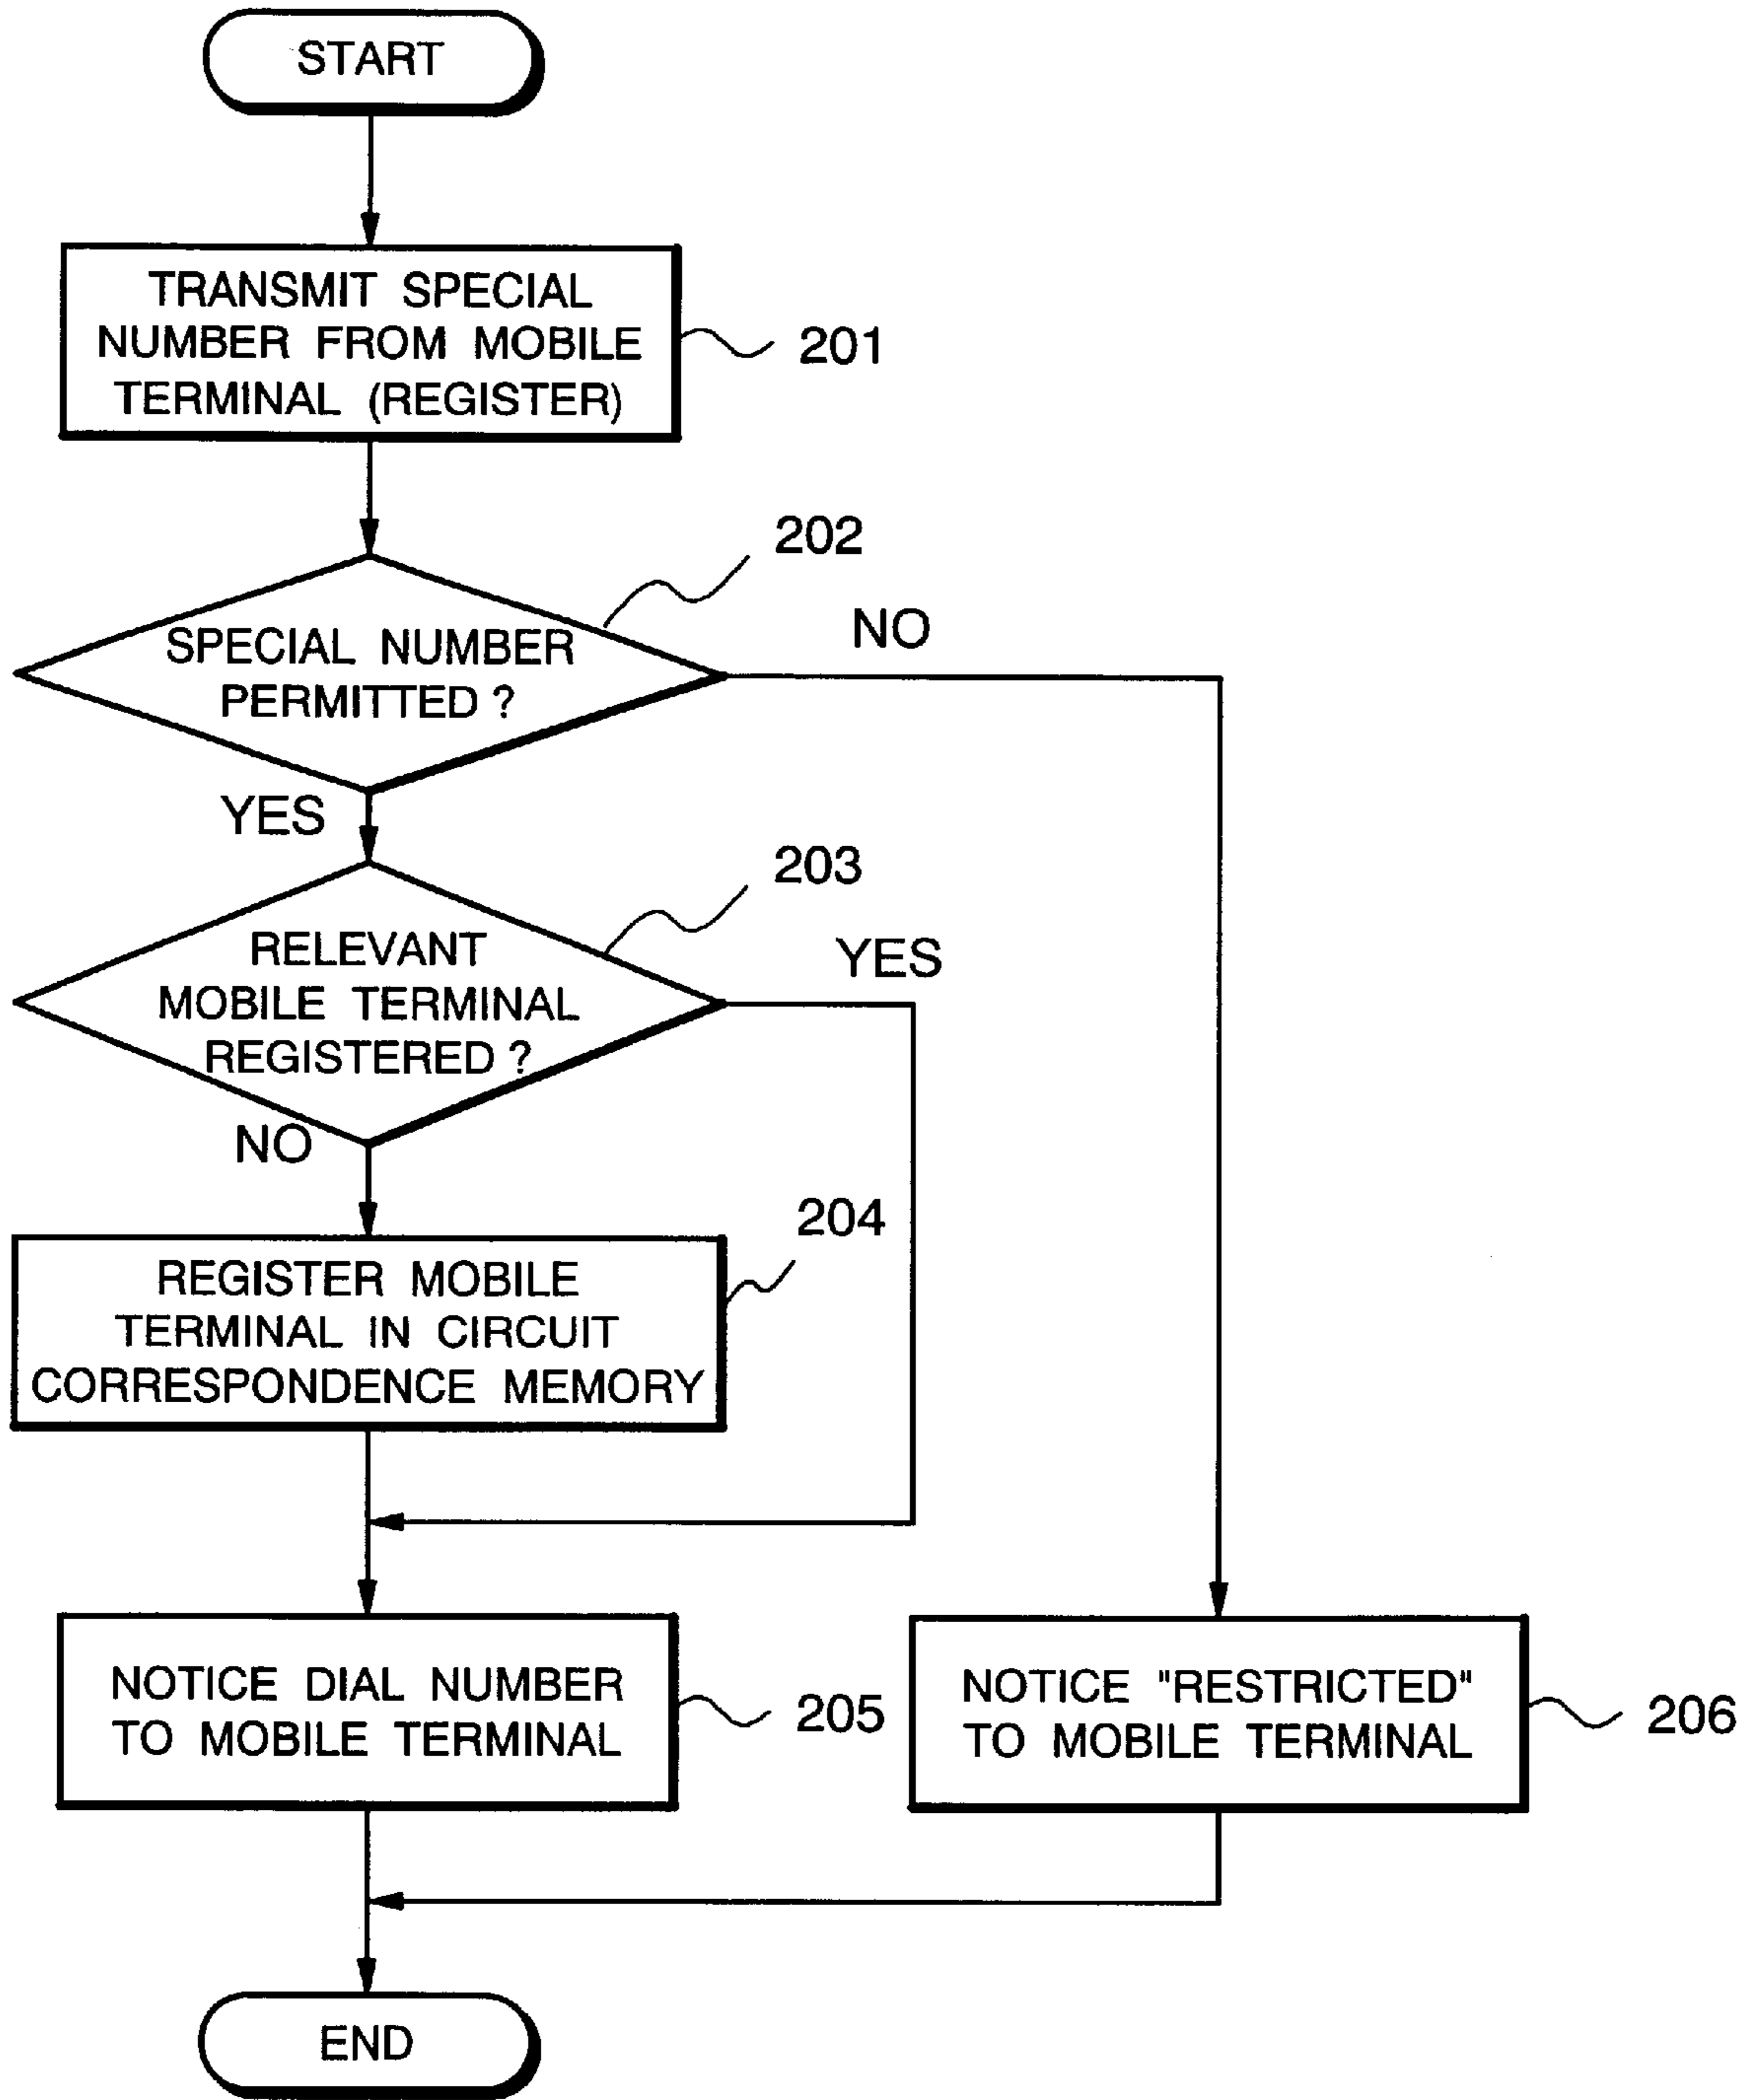 START
TRANSMIT SPECIAL
NUMBER FROM MOBILE
TERMINAL (REGISTER)
201
202
SPECIAL NUMBER
PERMITTED ?
NO
YES
203
RELEVANT
MOBILE TERMINAL
REGISTERED ?
YES
NO
204
REGISTER MOBILE
TERMINAL IN CIRCUIT
CORRESPONDENCE MEMORY
NOTICE DIAL NUMBER
TO MOBILE TERMINAL
205
NOTICE "RESTRICTED"
TO MOBILE TERMINAL
206
END